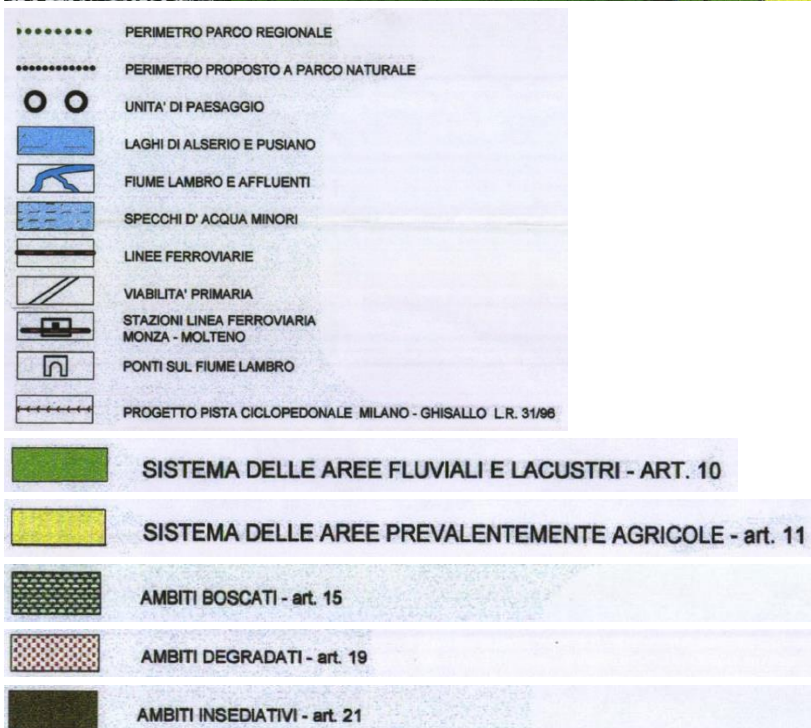 PERIMETRO PARCO REGIONALE
PERIMETRO PROPOSTO A PARCO NATURALE
UNITA' DI PAESAGGIO
LAGHI DI ALSERIO E PUSIANO
FIUME LAMBRO E AFFLUENTI
SPECCHI D' ACQUA MINORI
LINEE FERROVIARIE
VIABILITA' PRIMARIA
STAZIONI LINEA FERROVIARIA
MONZA - MOLTENO
PONTI SUL FIUME LAMBRO
PROGETTO PISTA CICLOPEDONALE MILANO - GHISALLO L.R. 31/96
SISTEMA DELLE AREE FLUVIALI E LACUSTRI - ART. 10
SISTEMA DELLE AREE PREVALENTEMENTE AGRICOLE - art. 11
AMBITI BOSCATI - art. 15
AMBITI DEGRADATI - art. 19
AMBITI INSEDIATIVI - art. 21